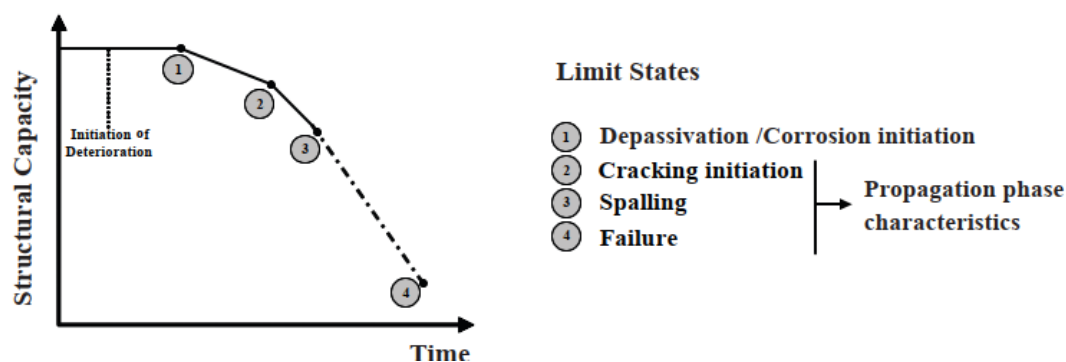 Structural Capacity
Initiation of
Deterioration
1
2
3
4
Time
Limit States
1 Depassivation /Corrosion initiation
2 Cracking initiation
3 Spalling
4 Failure
Propagation phase
characteristics